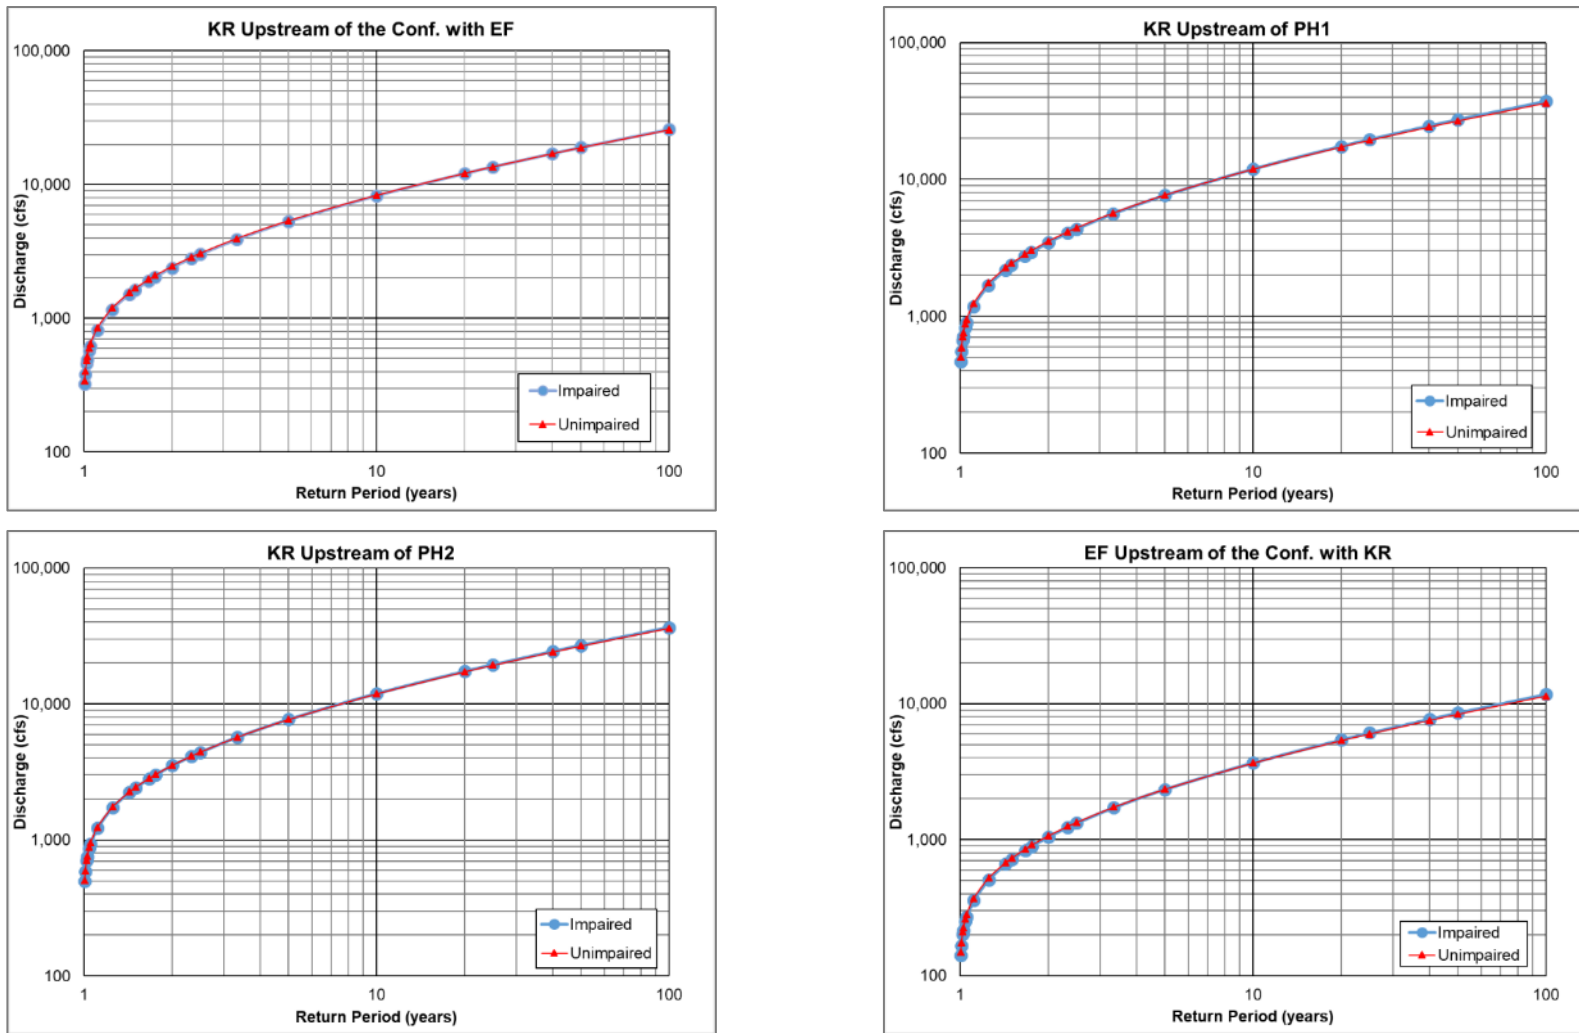 KR Upstream of the Conf. with EF
100,000
10,000
1,000
100
Discharge (cfs)
Impaired
Unimpaired
1
10
100
Return Period (years)
KR Upstream of PH1
100,000
10,000
1,000
100
Discharge (cfs)
Impaired
Unimpaired
1
10
100
Return Period (years)
KR Upstream of PH2
100,000
10,000
1,000
100
Discharge (cfs)
Impaired
Unimpaired
1
10
100
Return Period (years)
EF Upstream of the Conf. with KR
100,000
10,000
1,000
100
Discharge (cfs)
Impaired
Unimpaired
1
10
100
Return Period (years)